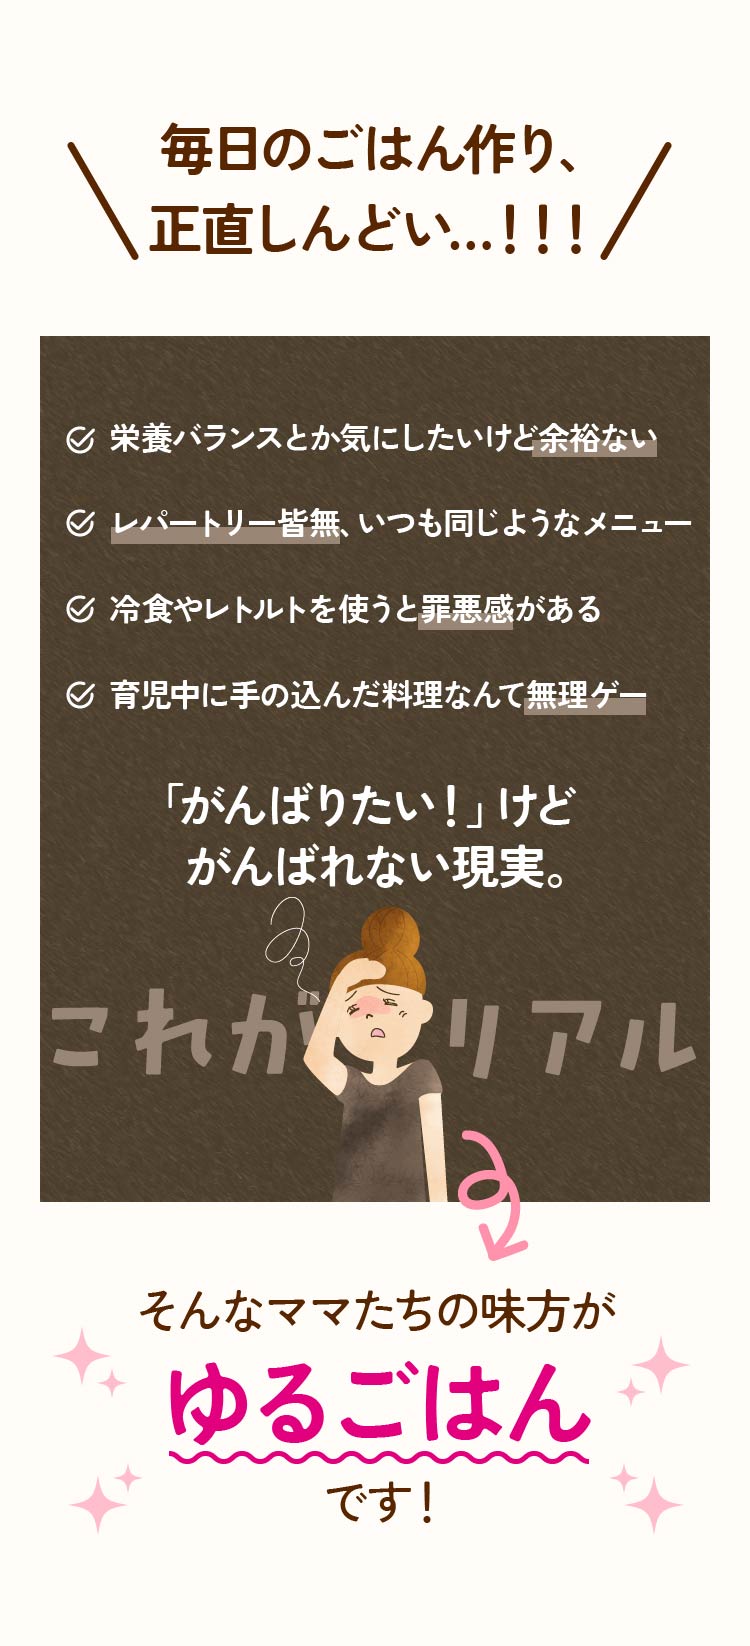 毎日のごはん作り、
正直しんどい…！！！
栄養バランスとか気にしたいけど余裕ない
レパートリー皆無、いつも同じようなメニュー
冷食やレトルトを使うと罪悪感がある
育児中に手の込んだ料理なんて無理ゲー
「がんばりたい！」けど
がんばれない現実。
これがリアル
そんなママたちの味方が
ゆるごはん
です！